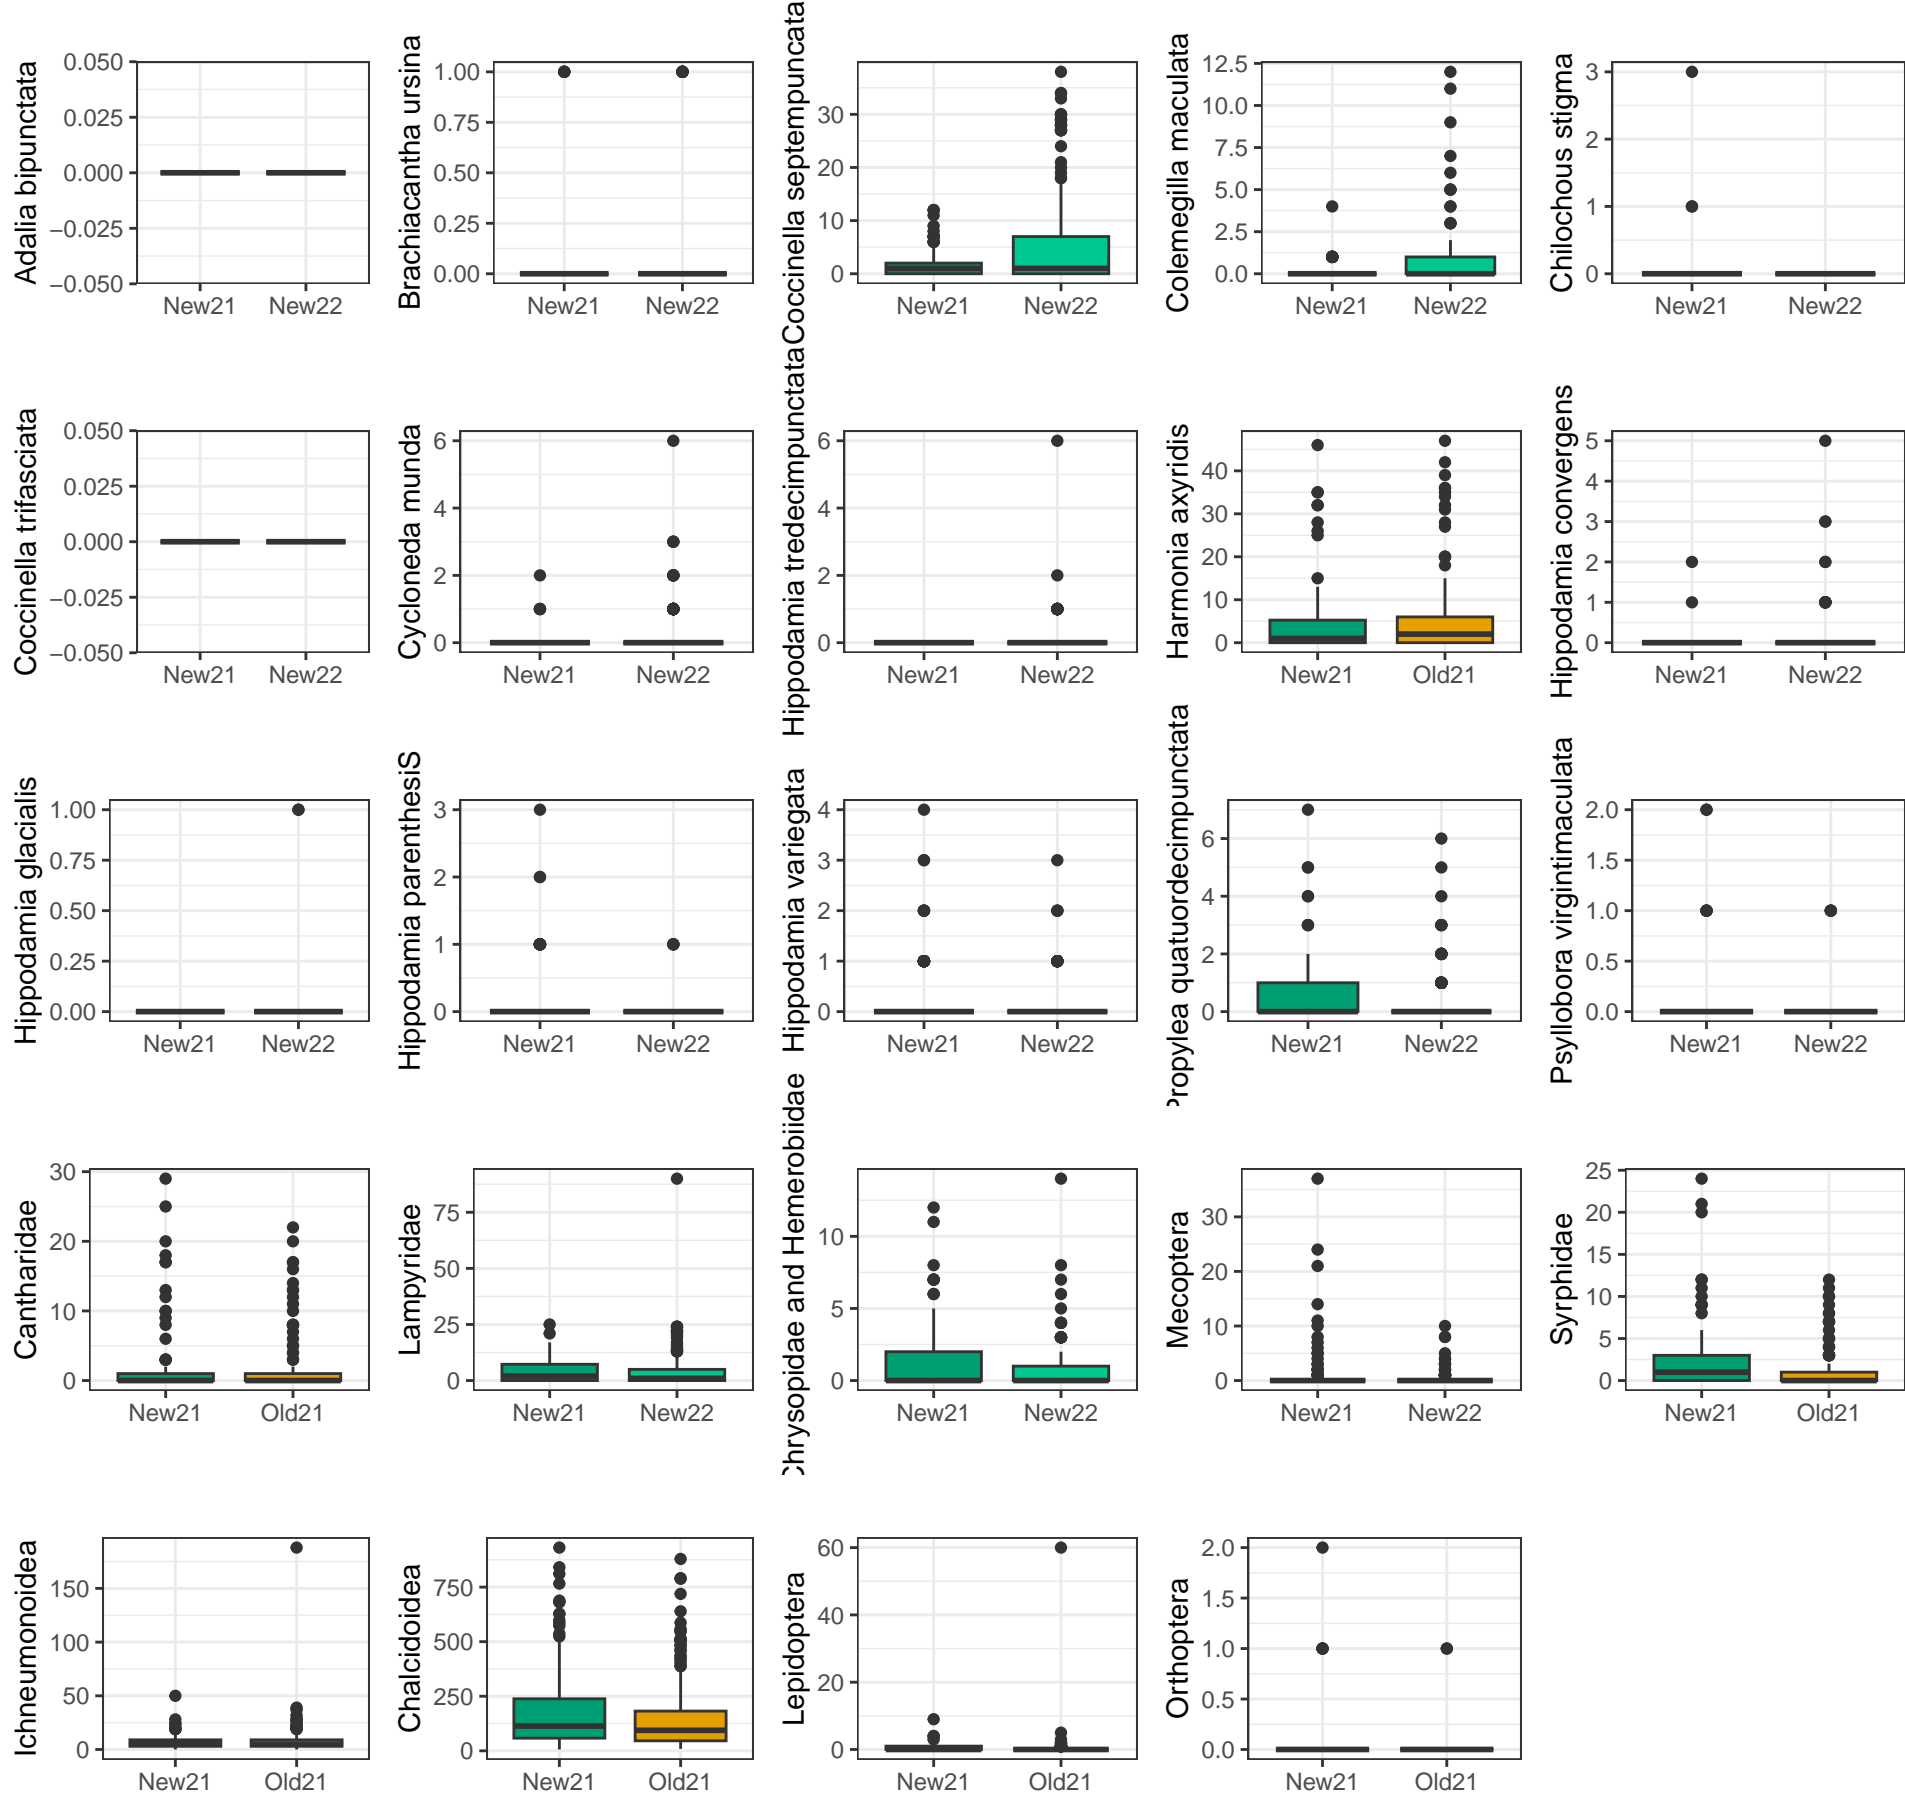 Adalia bipunctata
0.050
0.025
0.000
−0.025
−0.050
New21 New22
Brachiacantha ursina
1.00
0.75
0.50
0.25
0.00
New21 New22
Coccinella septempuncata
30
20
10
0
New21 New22
Colemegilla maculata
12.5
10.0
7.5
5.0
2.5
0.0
New21 New22
Chilochous stigma
3
2
1
0
New21 New22
Coccinella trifasciata
0.050
0.025
0.000
−0.025
−0.050
New21 New22
Cycloneda munda
6
4
2
0
New21 New22
Hippodamia tredecimpunctata
6
4
2
0
New21 New22
Harmonia axyridis
40
30
20
10
0
New21 Old21
Hippodamia convergens
5
4
3
2
1
0
New21 New22
Hippodamia glacialis
1.00
0.75
0.50
0.25
0.00
New21 New22
Hippodamia parenthesiS
3
2
1
0
New21 New22
Hippodamia variegata
4
3
2
1
0
New21 New22
Propylea quatuordecimpunctata
6
4
2
0
New21 New22
Psyllobora virgintimaculata
2.0
1.5
1.0
0.5
0.0
New21 New22
Cantharidae
30
20
10
0
New21 Old21
Lampyridae
75
50
25
0
New21 New22
Chrysopidae and Hemerobiidae
10
5
0
New21 New22
Mecoptera
30
20
10
0
New21 New22
Syrphidae
25
20
15
10
5
0
New21 Old21
Ichneumonoidea
150
100
50
0
New21 Old21
Chalcidoidea
750
500
250
0
New21 Old21
Lepidoptera
60
40
20
0
New21 Old21
Orthoptera
2.0
1.5
1.0
0.5
0.0
New21 Old21